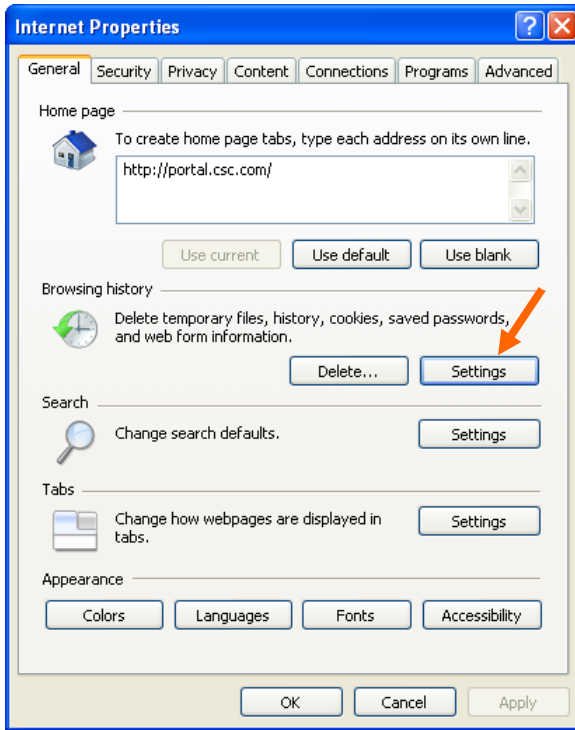 Internet Properties
General Security Privacy Content Connections Programs Advanced
Home page
To create home page tabs, type each address on its own line.
http://portal.csc.com/
Use current Use default Use blank
Browsing history
Delete temporary files, history, cookies, saved passwords,
and web form information.
Delete... Settings
Search
Change search defaults.
Settings
Tabs
Change how webpages are displayed in
tabs.
Settings
Appearance
Colors Languages Fonts Accessibility
OK Cancel Apply